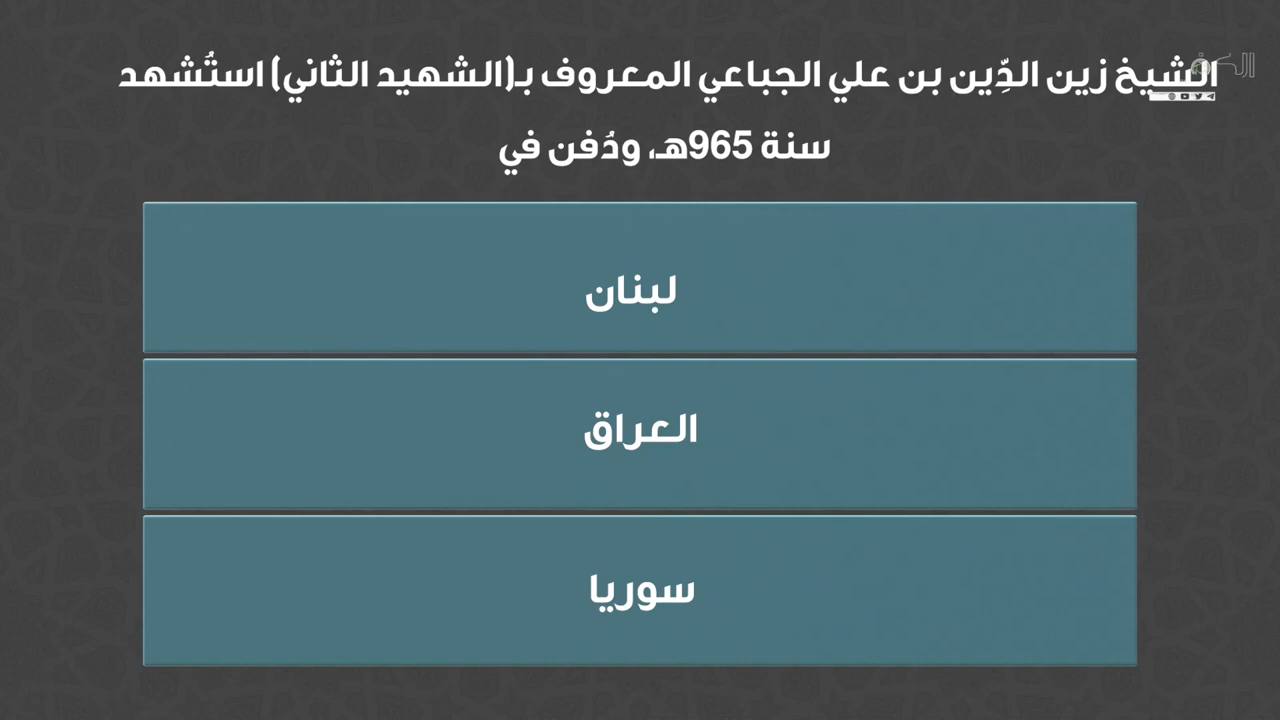 الشيخ زين الدِّين بن علي الجباعي المعروف بـ(الشهيد الثاني) استُشهد
سنة 965هـ، ودُفن في
لبنان
العراق
سوريا